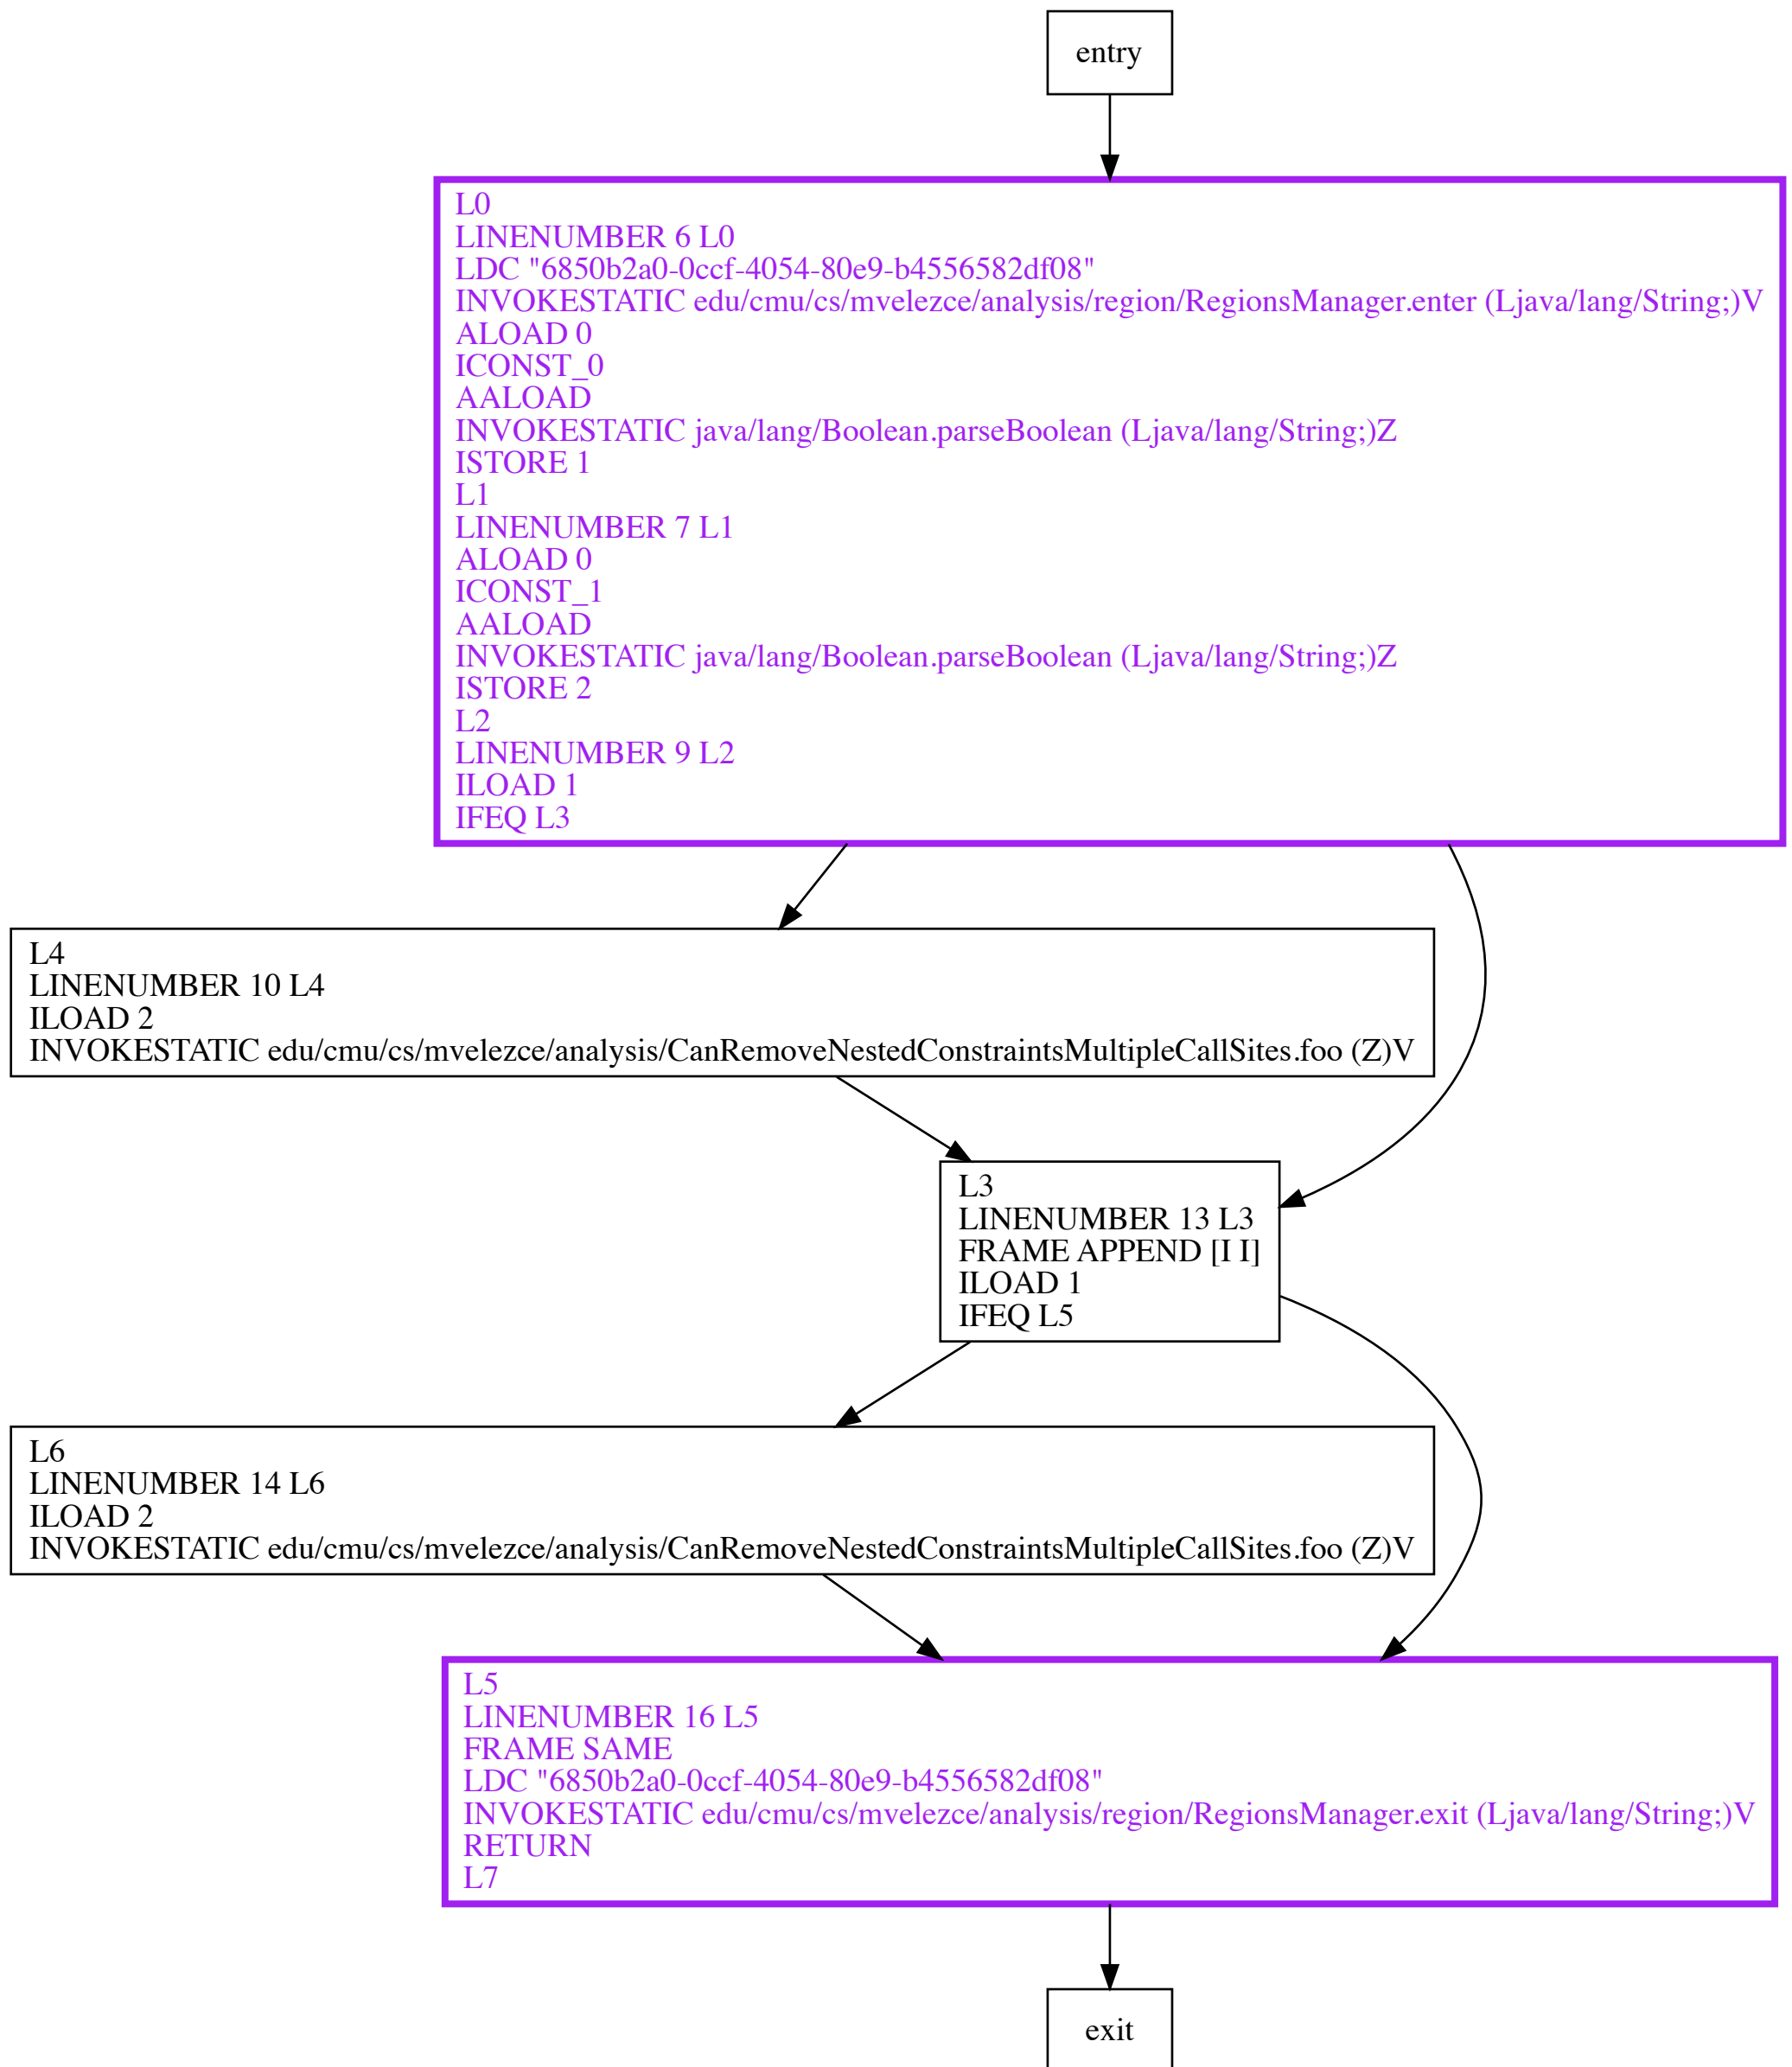 entry
L0
LINENUMBER 6 L0
LDC "6850b2a0-0ccf-4054-80e9-b4556582df08"
INVOKESTATIC edu/cmu/cs/mvelezce/analysis/region/RegionsManager.enter (Ljava/lang/String;)V
ALOAD 0
ICONST_0
AALOAD
INVOKESTATIC java/lang/Boolean.parseBoolean (Ljava/lang/String;)Z
ISTORE 1
L1
LINENUMBER 7 L1
ALOAD 0
ICONST_1
AALOAD
INVOKESTATIC java/lang/Boolean.parseBoolean (Ljava/lang/String;)Z
ISTORE 2
L2
LINENUMBER 9 L2
ILOAD 1
IFEQ L3
L4
LINENUMBER 10 L4
ILOAD 2
INVOKESTATIC edu/cmu/cs/mvelezce/analysis/CanRemoveNestedConstraintsMultipleCallSites.foo (Z)V
L3
LINENUMBER 13 L3
FRAME APPEND [I I]
ILOAD 1
IFEQ L5
L6
LINENUMBER 14 L6
ILOAD 2
INVOKESTATIC edu/cmu/cs/mvelezce/analysis/CanRemoveNestedConstraintsMultipleCallSites.foo (Z)V
L5
LINENUMBER 16 L5
FRAME SAME
LDC "6850b2a0-0ccf-4054-80e9-b4556582df08"
INVOKESTATIC edu/cmu/cs/mvelezce/analysis/region/RegionsManager.exit (Ljava/lang/String;)V
RETURN
L7
exit